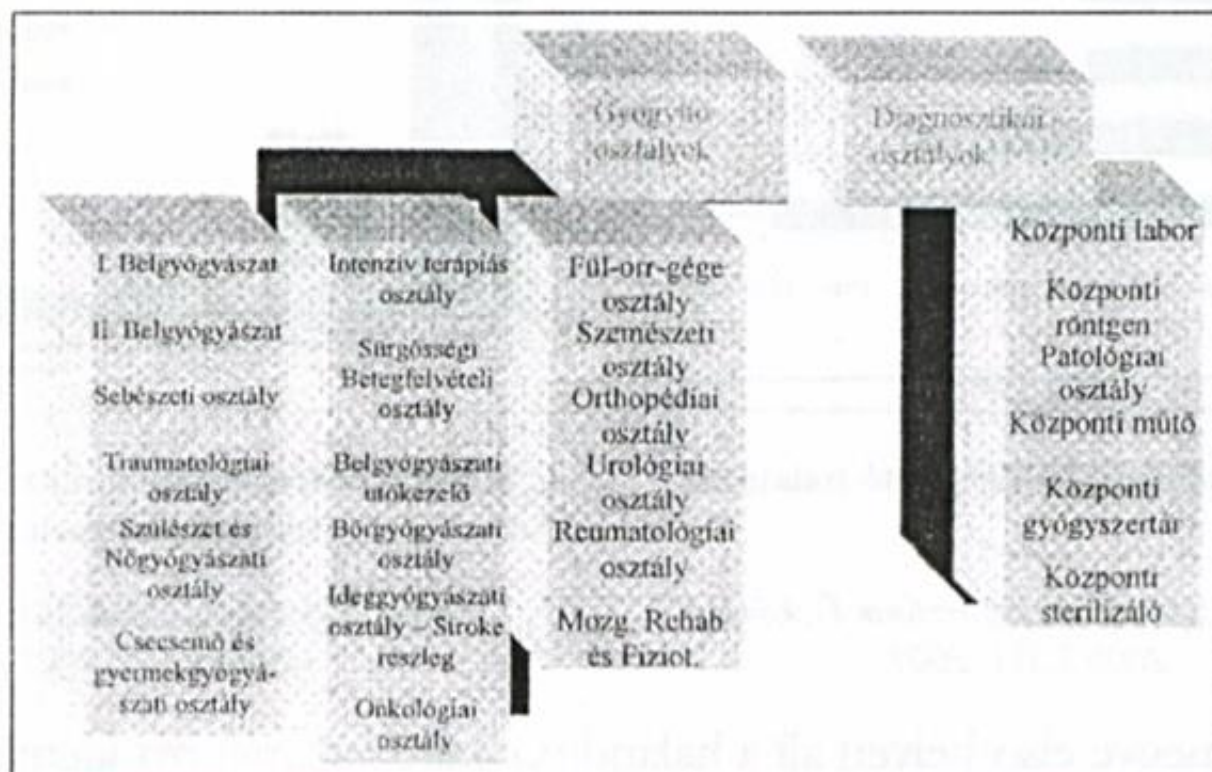 Gyógyító
osztályok
Diagnosztikai
osztályok
I. Belgyógyászat
II. Belgyógyászat
Sebészeti osztály
Traumatológiai
osztály
Szülészet és
Nőgyógyászati
osztály
Csecsemő és
gyermekgyógyá-
szati osztály
Intenzív terápiás
osztály
Sürgősségi
Betegfelvételi
osztály
Belgyógyászati
utókezelő
Bőrgyógyászati
osztály
Ideggyógyászati
osztály – Stroke
részleg
Onkológiai
osztály
Fül-orr-gége
osztály
Szemészeti
osztály
Orthopédiai
osztály
Urológiai
osztály
Reumatológiai
osztály
Mozg. Rehab
és Fiziot.
Központi labor
Központi
röntgen
Patológiai
osztály
Központi műtő
Központi
gyógyszertár
Központi
sterilizáló